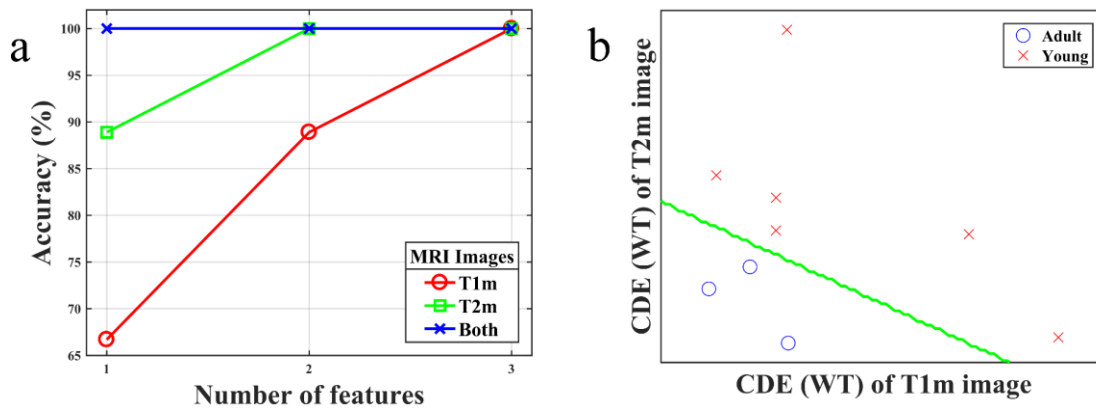 a
Accuracy (%)
100
95
90
85
80
75
70
65
1
2
3
Number of features
MRI Images
T1m
T2m
Both
b
CDE (WT) of T2m image
Adult
Young
CDE (WT) of T1m image